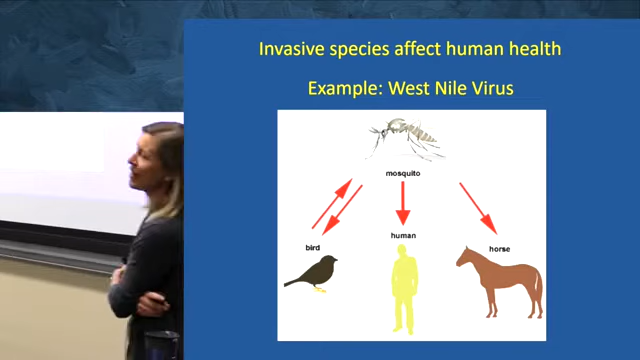 Invasive species affect human health
Example: West Nile Virus
mosquito
bird
human
horse